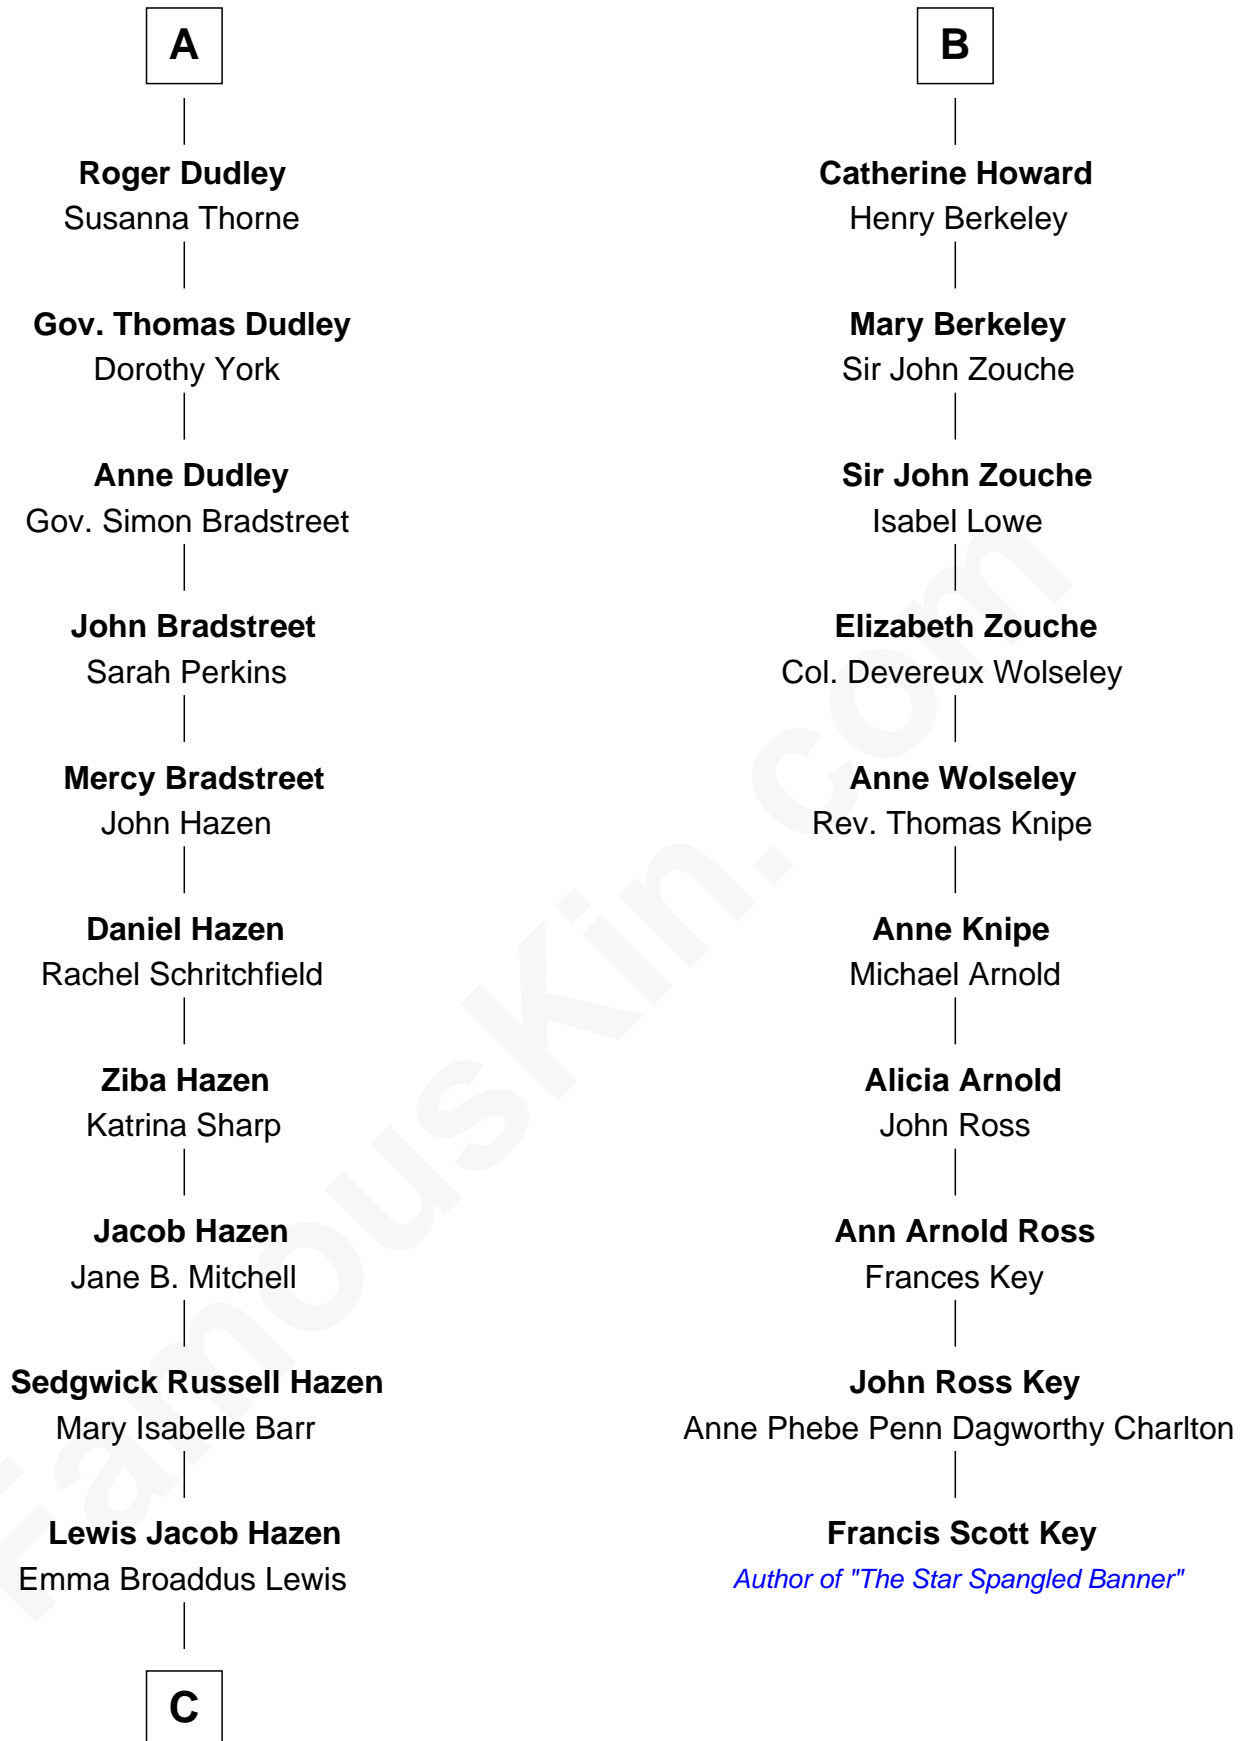 A
Roger Dudley
Susanna Thorne
Gov. Thomas Dudley
Dorothy York
Anne Dudley
Gov. Simon Bradstreet
John Bradstreet
Sarah Perkins
Mercy Bradstreet
John Hazen
Daniel Hazen
Rachel Schritchfield
Ziba Hazen
Katrina Sharp
Jacob Hazen
Jane B. Mitchell
Sedgwick Russell Hazen
Mary Isabelle Barr
Lewis Jacob Hazen
Emma Broaddus Lewis
C
B
Catherine Howard
Henry Berkeley
Mary Berkeley
Sir John Zouche
Sir John Zouche
Isabel Lowe
Elizabeth Zouche
Col. Devereux Wolseley
Anne Wolseley
Rev. Thomas Knipe
Anne Knipe
Michael Arnold
Alicia Arnold
John Ross
Ann Arnold Ross
Frances Key
John Ross Key
Anne Phebe Penn Dagworthy Charlton
Francis Scott Key
Author of "The Star Spangled Banner"
FamousKin.com